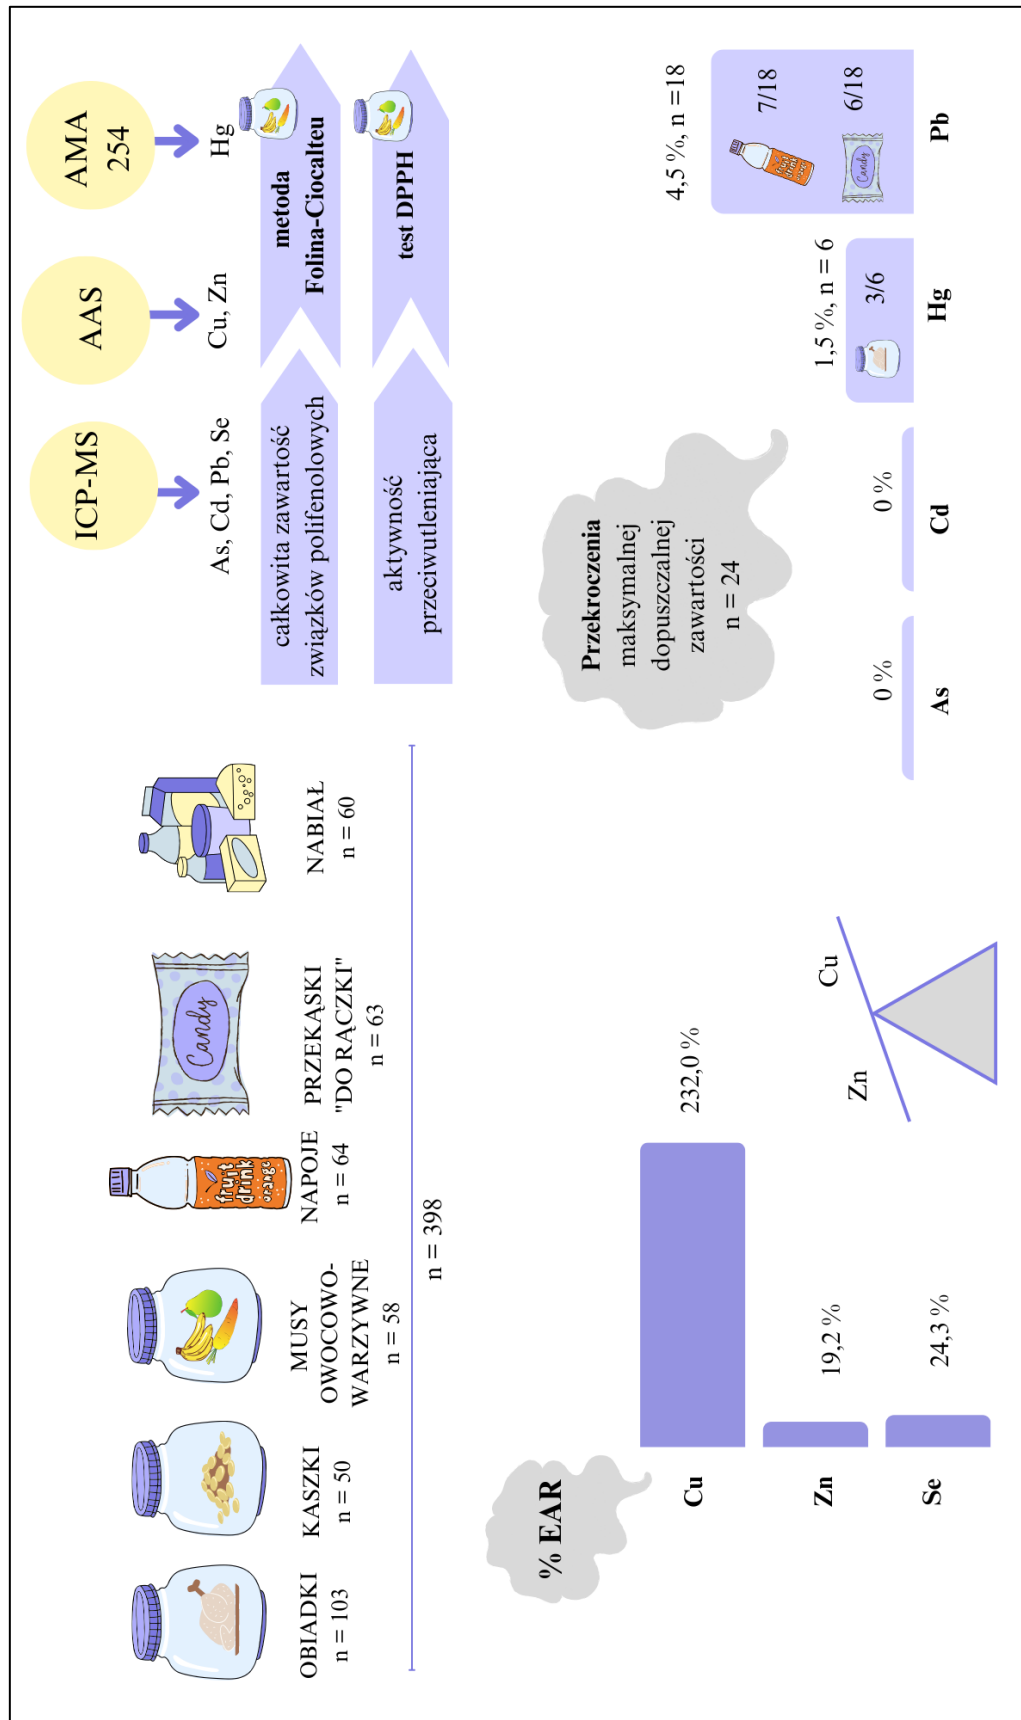 OBIADKI
n = 103
KASZKI
n = 50
MUSY
OWOCOWO-
WARZYWNE
n = 58
fruit
drink
orange
NAPOJE
n = 64
Candy
PRZEKĄSKI
"DO RĄCZKI"
n = 63
NABIAŁ
n = 60
n = 398
ICP-MS
As, Cd, Pb, Se
AAS
Cu, Zn
AMA
254
Hg
całkowita zawartość
związków polifenolowych
metoda
Folina-Ciocalteu
aktywność
przeciwutleniająca
test DPPH
% EAR
Cu
232,0 %
Zn
19,2 %
Se
24,3 %
Zn
Cu
Przekroczenia
maksymalnej
dopuszczalnej
zawartości
n = 24
0 %
As
0 %
Cd
1,5 %, n = 6
3/6
Hg
4,5 %, n =18
fruit
drink
orange
7/18
Candy
6/18
Pb